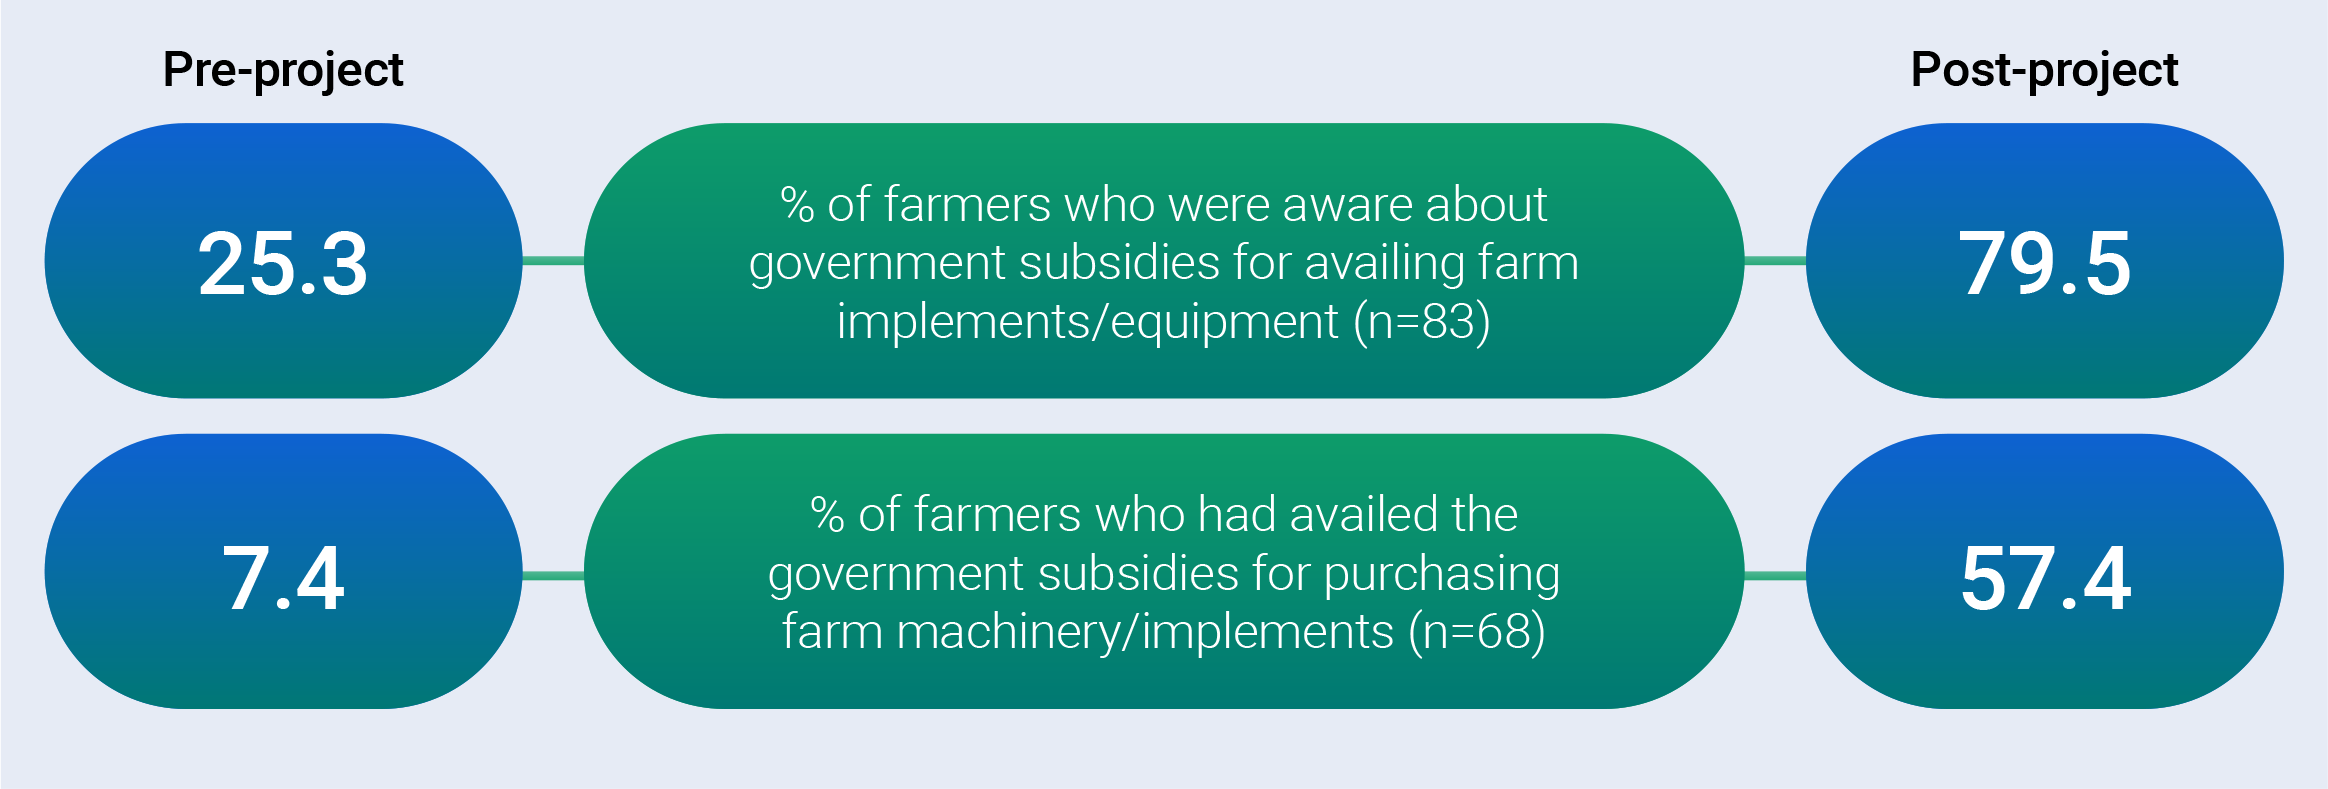 Pre-project
Post-project
25.3
% of farmers who were aware about
government subsidies for availing farm
implements/equipment (n=83)
79.5
7.4
% of farmers who had availed the
government subsidies for purchasing
farm machinery/implements (n=68)
57.4